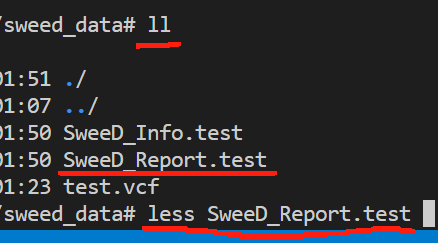 /sweed_data# ll
01:51 ./
01:07 ../
01:50 SweeD_Info.test
01:50 SweeD_Report.test
01:23 test.vcf
/sweed_data# less SweeD_Report.test